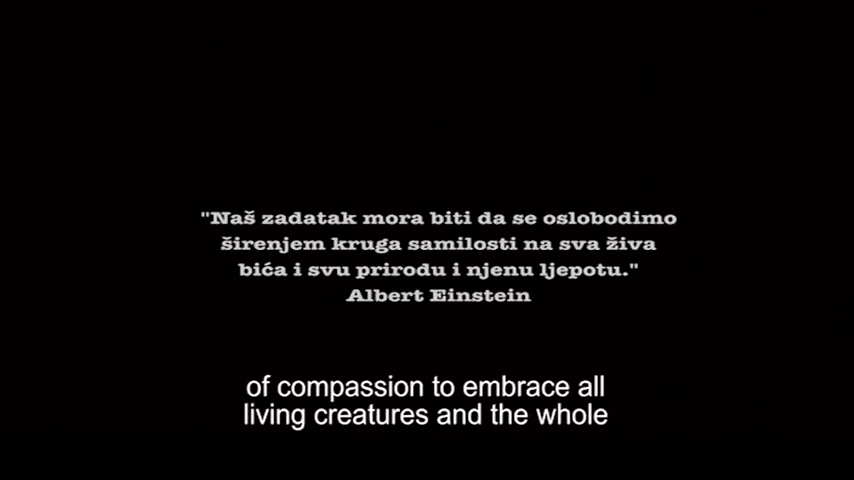 "Naš zadatak mora biti da se oslobodimo
širenjem kruga samilosti na sva živa
bića i svu prirodu i njenu ljepotu."
Albert Einstein
of compassion to embrace all
living creatures and the whole